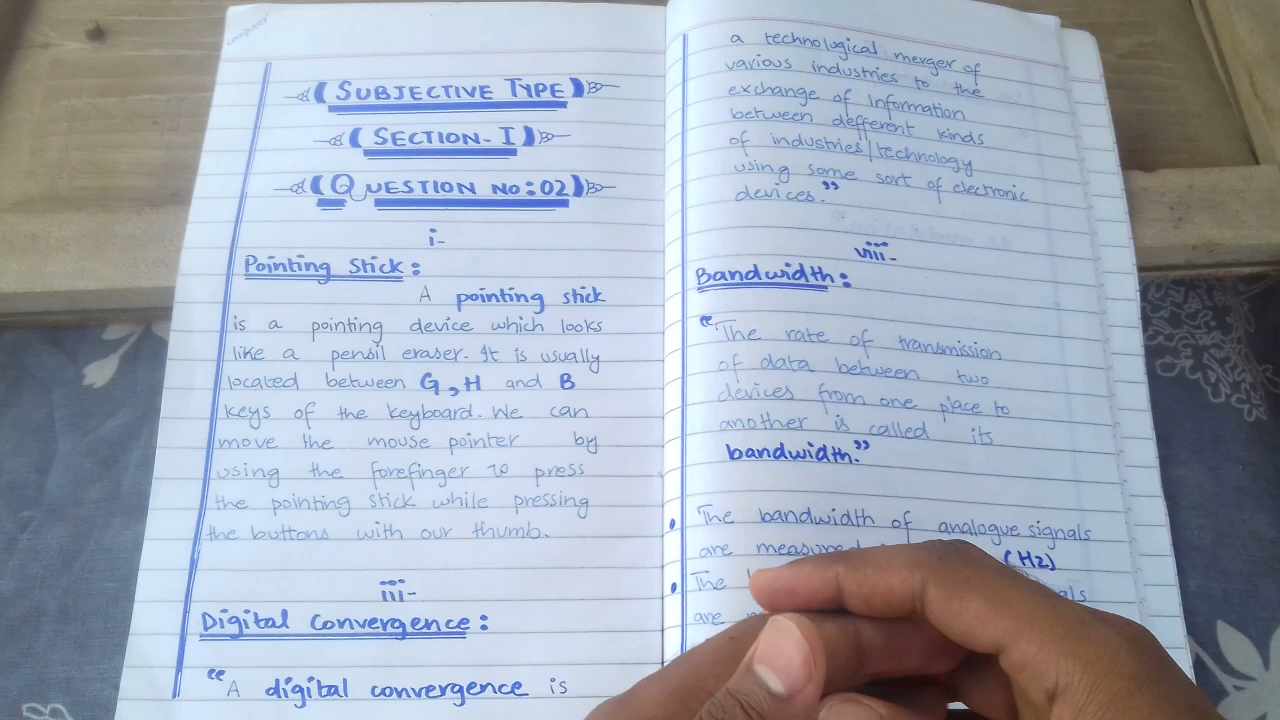 computer
SUBJECTIVE TYPE
SECTION-I
QUESTION NO:02
i-
Pointing Stick:
A pointing stick
is a pointing device which looks
like a pensil eraser. It is usually
located between G,H and B
keys of the keyboard. We can
move the mouse pointer by
using the forefinger to press
the pointing stick while pressing
the buttons with our thumb.
iii-
Digital Convergence:
“A digital convergence is
a technological merger of
various industries to the
exchange of Information
between defferent kinds
of industries/technology
using some sort of electronic
devices.”
viii-
Bandwidth:
“The rate of transmission
of data between two
devices from one place to
another is called its
bandwidth.”
• The bandwidth of analogue signals
are measured (Hz)
• The
are